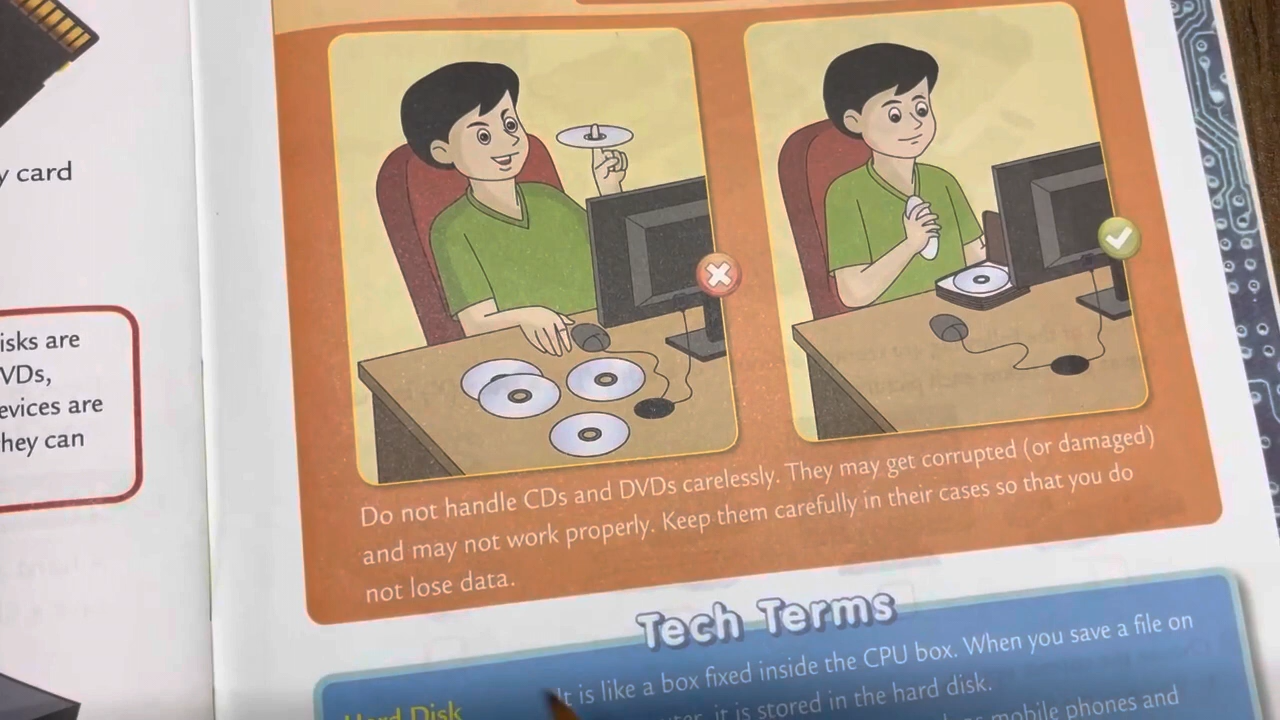 y card
isks are
VDs,
evices are
hey can
Do not handle CDs and DVDs carelessly. They may get corrupted (or damaged)
and may not work properly. Keep them carefully in their cases so that you do
not lose data.
Tech Terms
Hard Disk
It is like a box fixed inside the CPU box. When you save a file on
it is stored in the hard disk.
mobile phones and